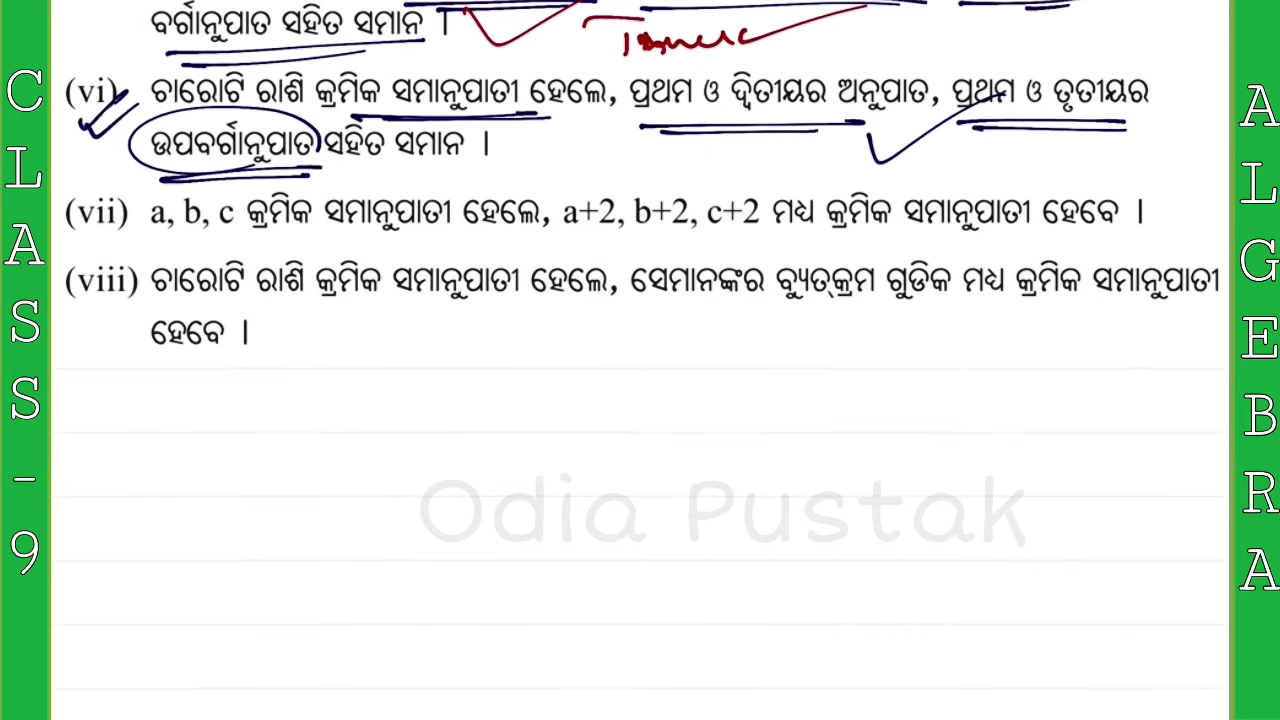 ବର୍ଗାନୁପାତ ସହିତ ସମାନ ।
(vi) ଚାରୋଟି ରାଶି କ୍ରମିକ ସମାନୁପାତୀ ହେଲେ, ପ୍ରଥମ ଓ ଦ୍ୱିତୀୟର ଅନୁପାତ, ପ୍ରଥମ ଓ ତୃତୀୟର
ଉପବର୍ଗାନୁପାତ ସହିତ ସମାନ ।
(vii) a, b, c କ୍ରମିକ ସମାନୁପାତୀ ହେଲେ, a+2, b+2, c+2 ମଧ୍ୟ କ୍ରମିକ ସମାନୁପାତୀ ହେବେ ।
(viii) ଚାରୋଟି ରାଶି କ୍ରମିକ ସମାନୁପାତୀ ହେଲେ, ସେମାନଙ୍କର ବ୍ୟୁତ୍‌କ୍ରମ ଗୁଡିକ ମଧ୍ୟ କ୍ରମିକ ସମାନୁପାତୀ
ହେବେ ।
Odia Pustak
CLASS-9
ALGEBRA